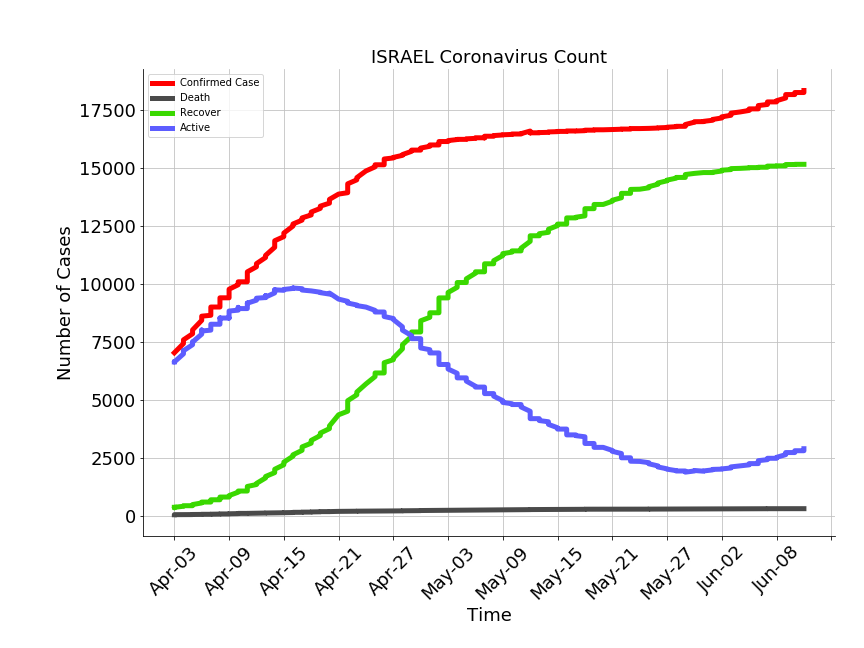 ISRAEL Coronavirus Count
Confirmed Case
Death
Recover
Active
Number of Cases
17500
15000
12500
10000
7500
5000
2500
0
Apr-03
Apr-09
Apr-15
Apr-21
Apr-27
May-03
May-09
May-15
May-21
May-27
Jun-02
Jun-08
Time